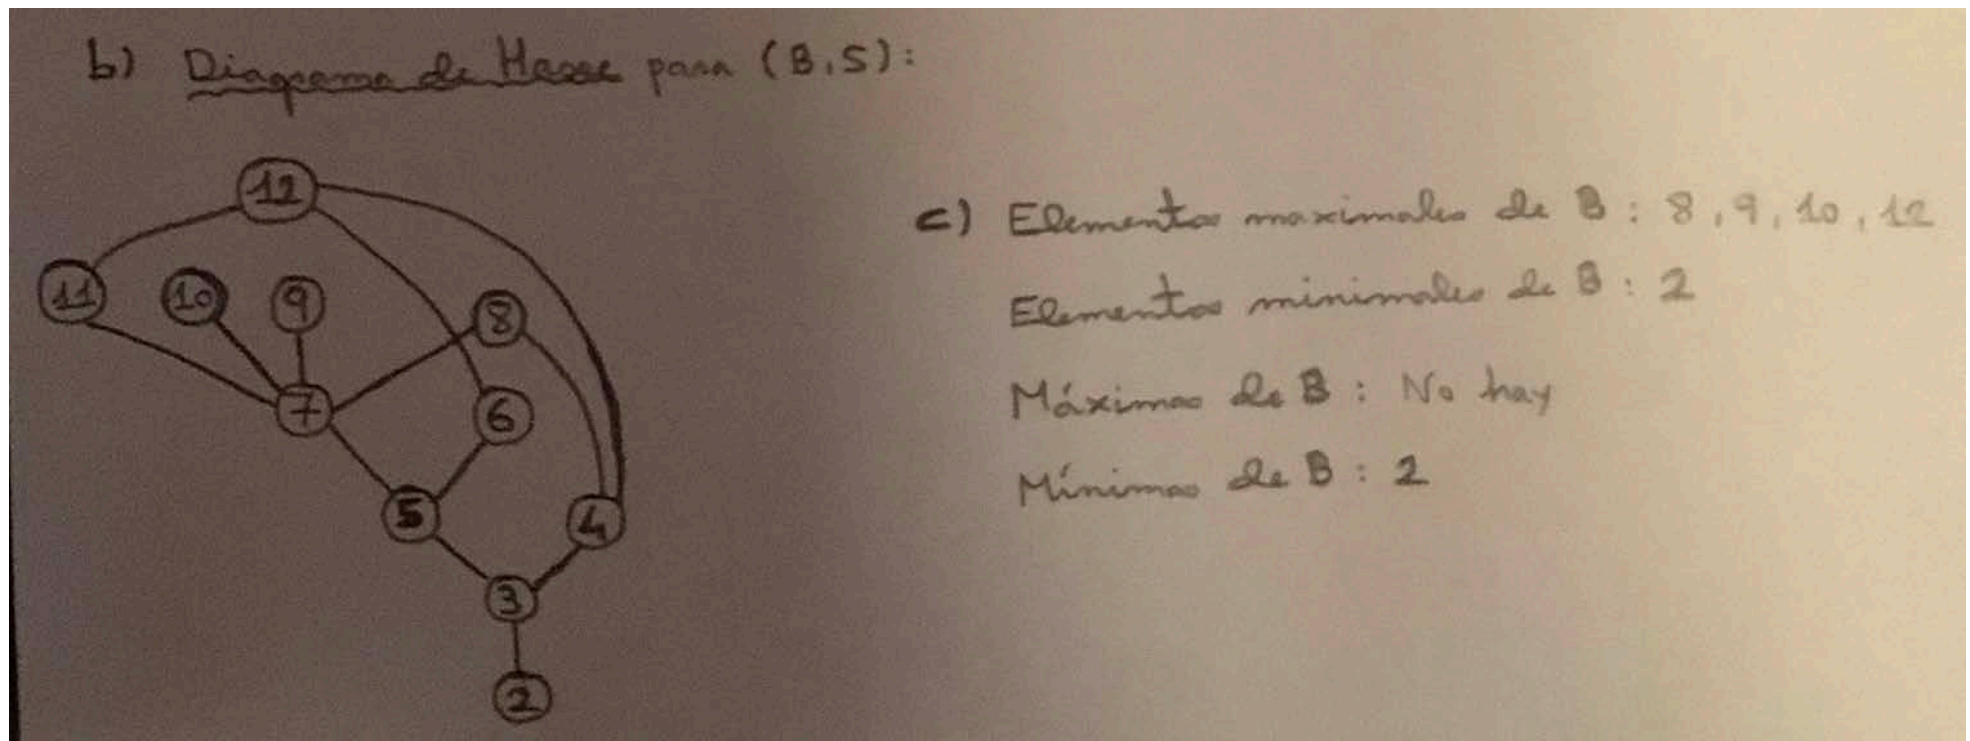 b) Diagrama de Hasse para (B,S):
12
11 10 9 8
7 6
5 4
3
2
c) Elementos maximales de B : 8, 9, 10, 12
Elementos minimales de B : 2
Máximos de B : No hay
Mínimos de B : 2